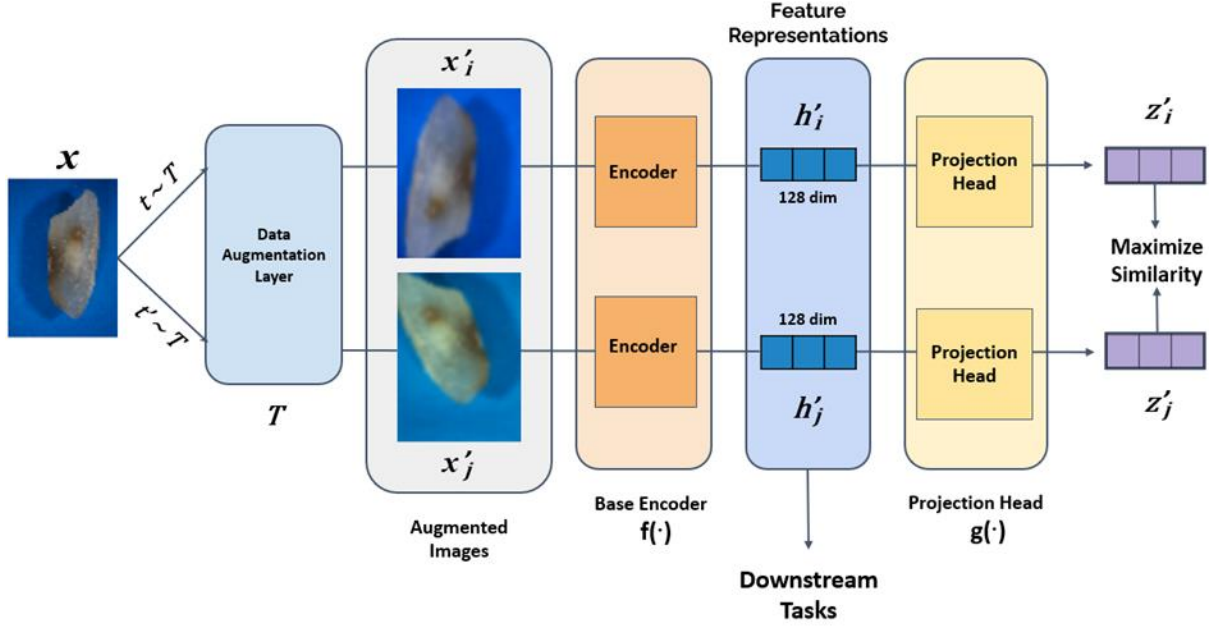 x
t ~ T
t' ~ T
Data
Augmentation
Layer
T
x'ᵢ
x'ⱼ
Augmented
Images
Encoder
Encoder
Base Encoder
f(·)
Feature
Representations
h'ᵢ
128 dim
128 dim
h'ⱼ
Downstream
Tasks
Projection
Head
Projection
Head
Projection Head
g(·)
z'ᵢ
Maximize
Similarity
z'ⱼ